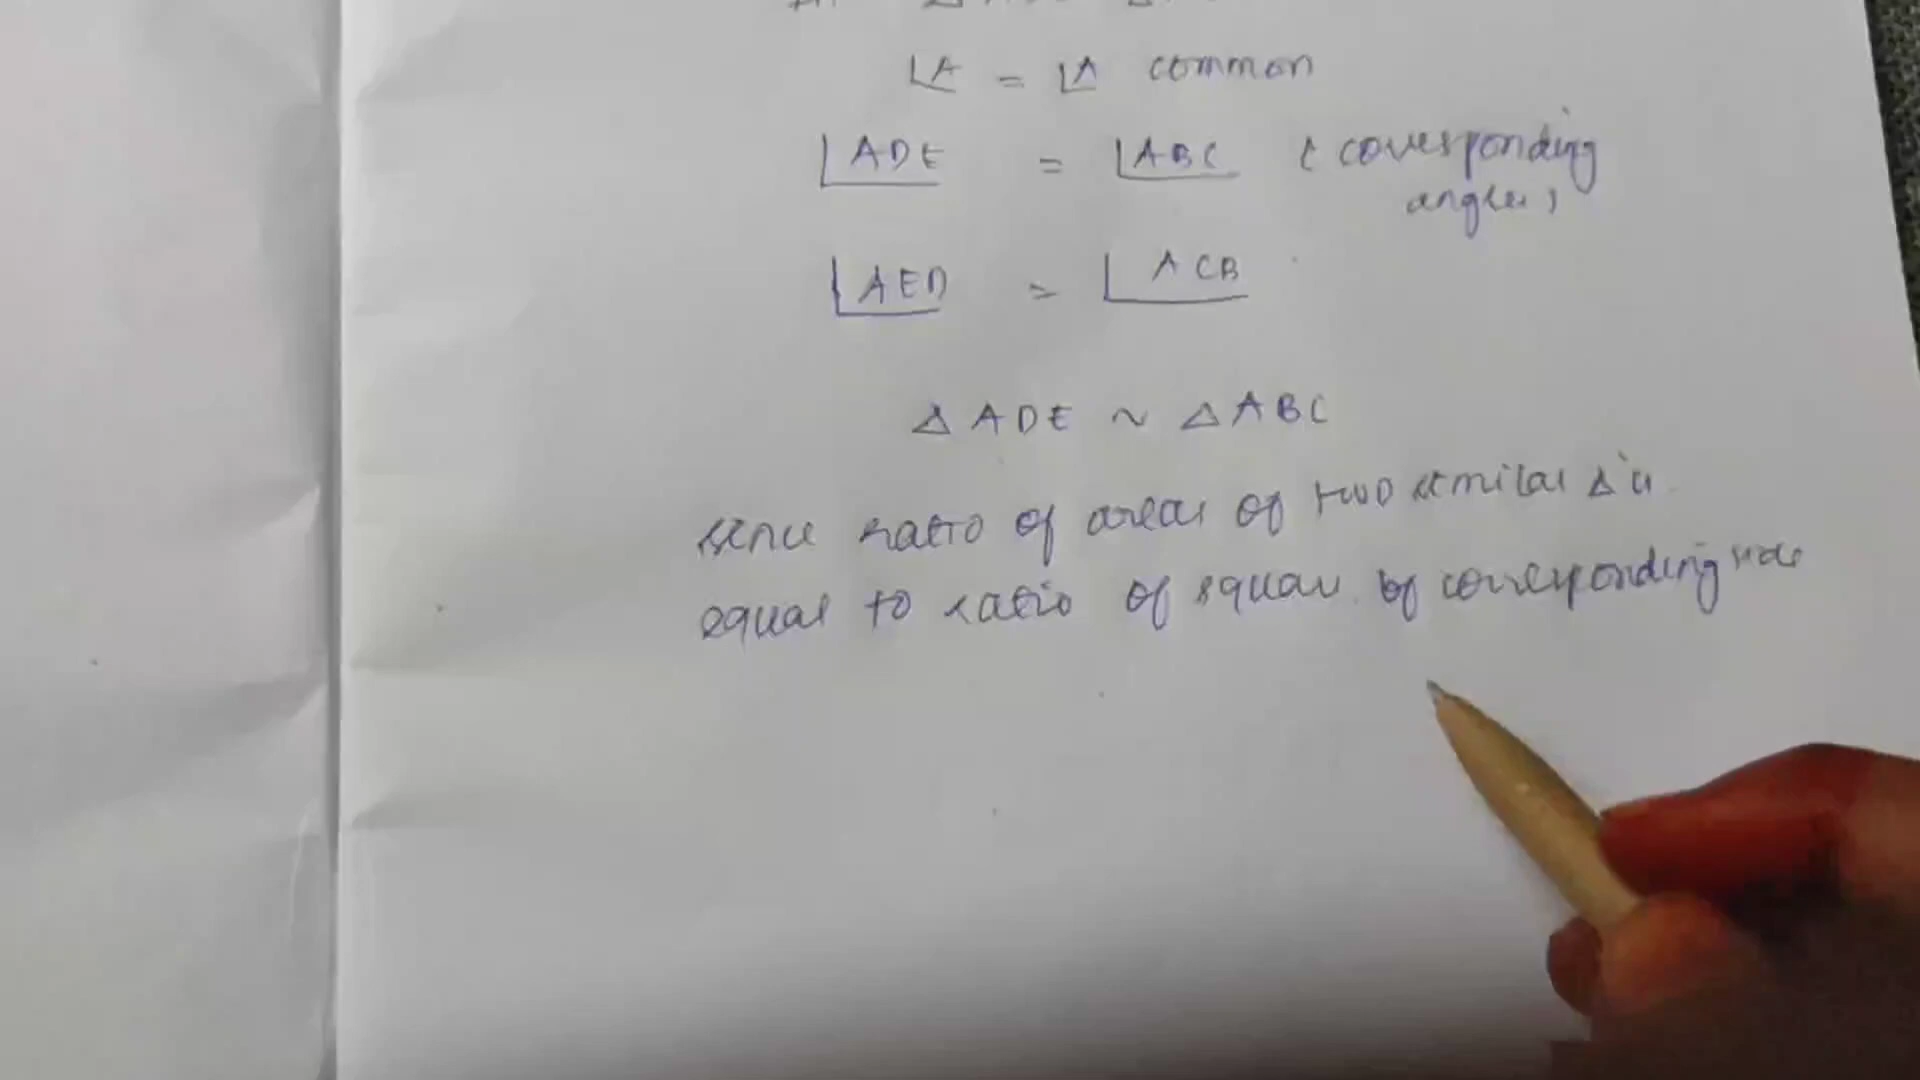 ∠A = ∠A common
∠ADE = ∠ABC (corresponding
angles)
∠AED = ∠ACB
△ ADE ~ △ ABC
since ratio of areas of two similar △'s
equal to ratio of square of corresponding side